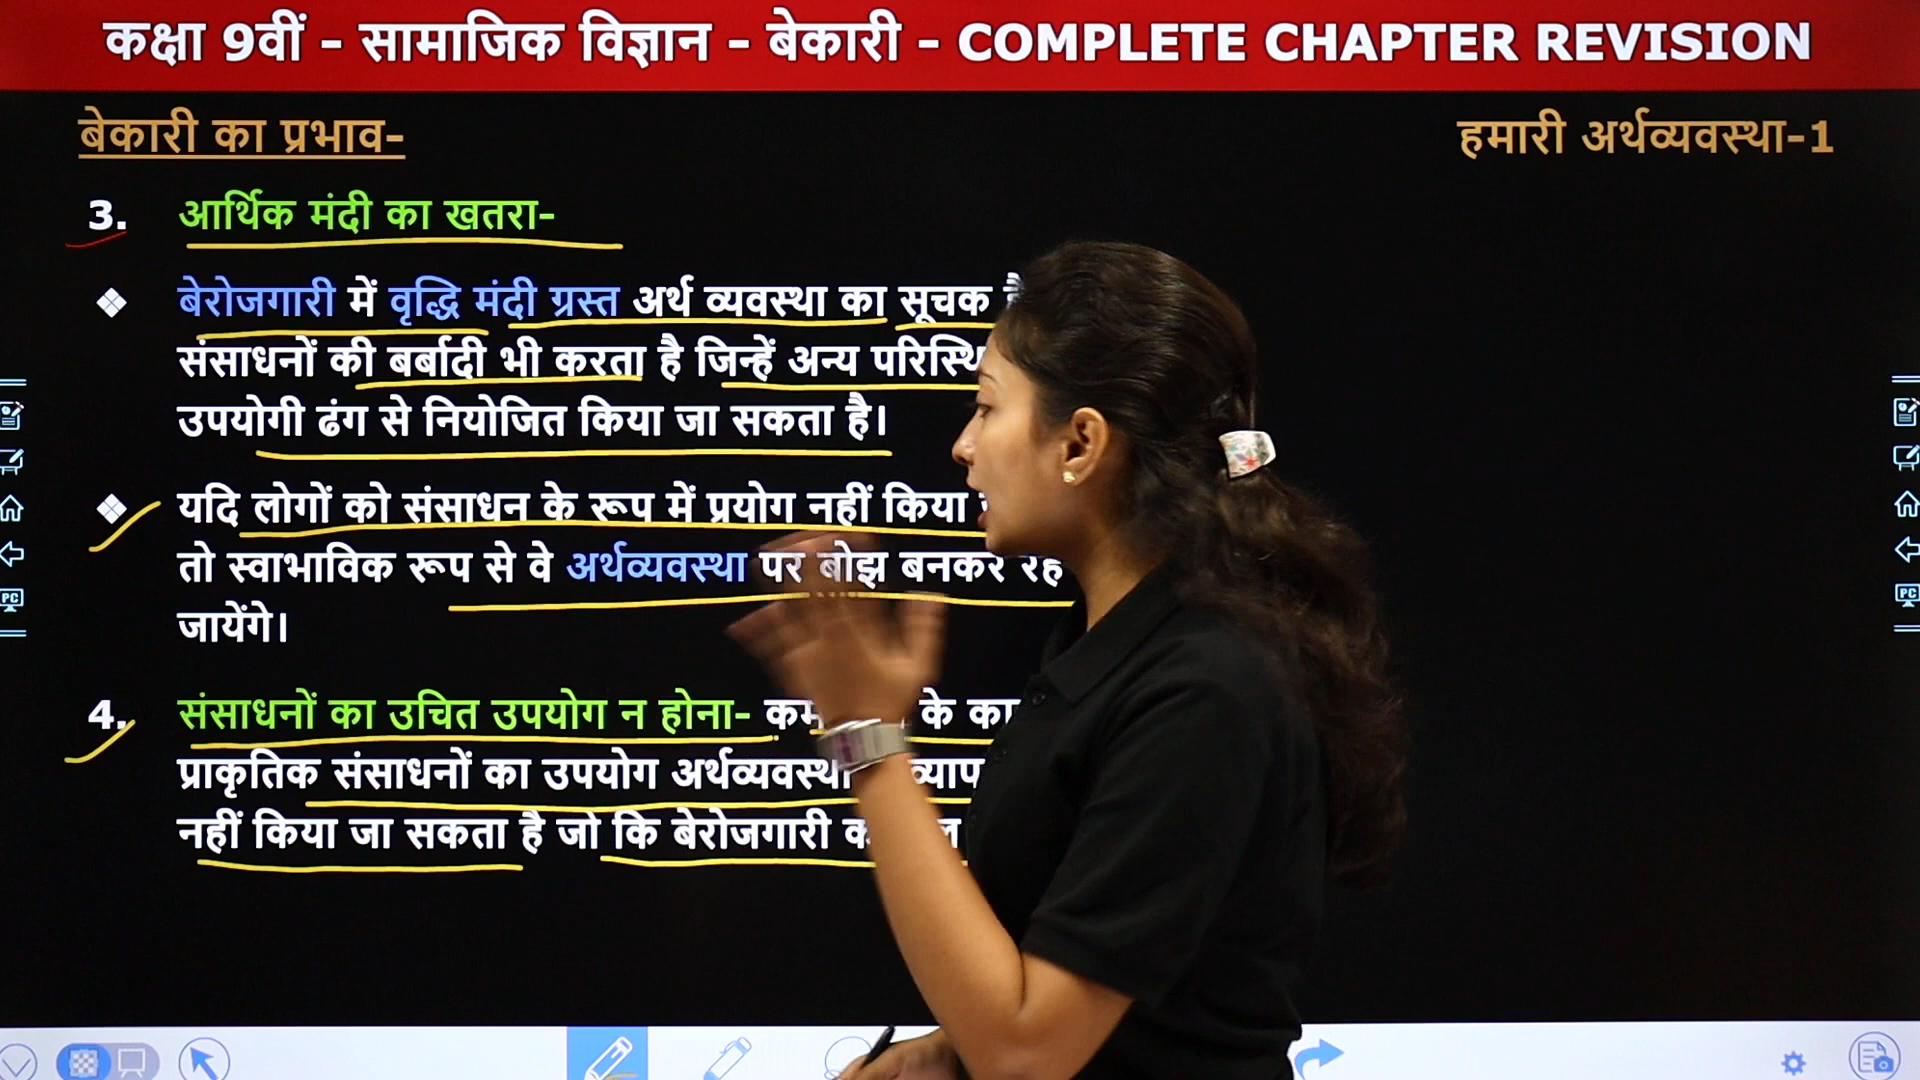 कक्षा 9वीं - सामाजिक विज्ञान - बेकारी - COMPLETE CHAPTER REVISION
बेकारी का प्रभाव-
हमारी अर्थव्यवस्था-1
3. आर्थिक मंदी का खतरा-
❖ बेरोजगारी में वृद्धि मंदी ग्रस्त अर्थ व्यवस्था का सूचक
संसाधनों की बर्बादी भी करता है जिन्हें अन्य
उपयोगी ढंग से नियोजित किया जा सकता है।
❖ यदि लोगों को संसाधन के रूप में प्रयोग नहीं किया
तो स्वाभाविक रूप से वे अर्थव्यवस्था पर बोझ बनकर रह
जायेंगे।
4. संसाधनों का उचित उपयोग न होना- के
प्राकृतिक संसाधनों का उपयोग अर्थव्यवस्था
नहीं किया जा सकता है जो कि बेरोजगारी
PC
PC